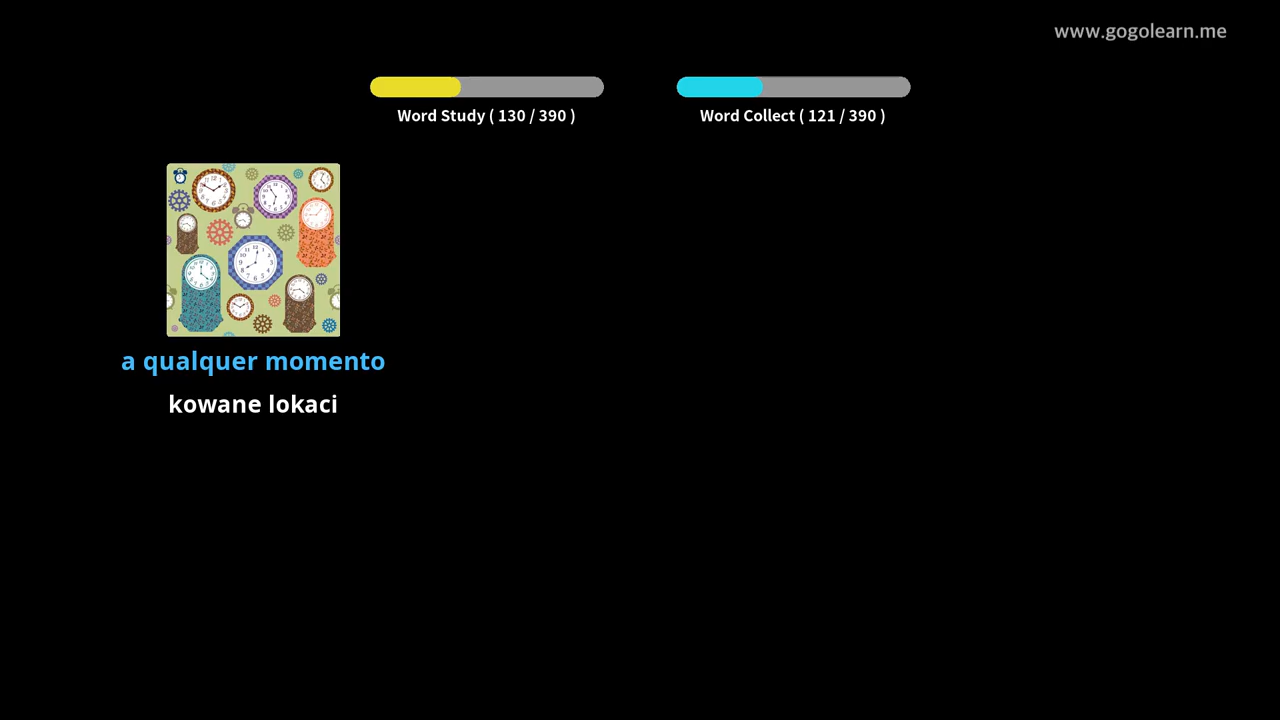 www.gogolearn.me
Word Study ( 130 / 390 )
Word Collect ( 121 / 390 )
a qualquer momento
kowane lokaci